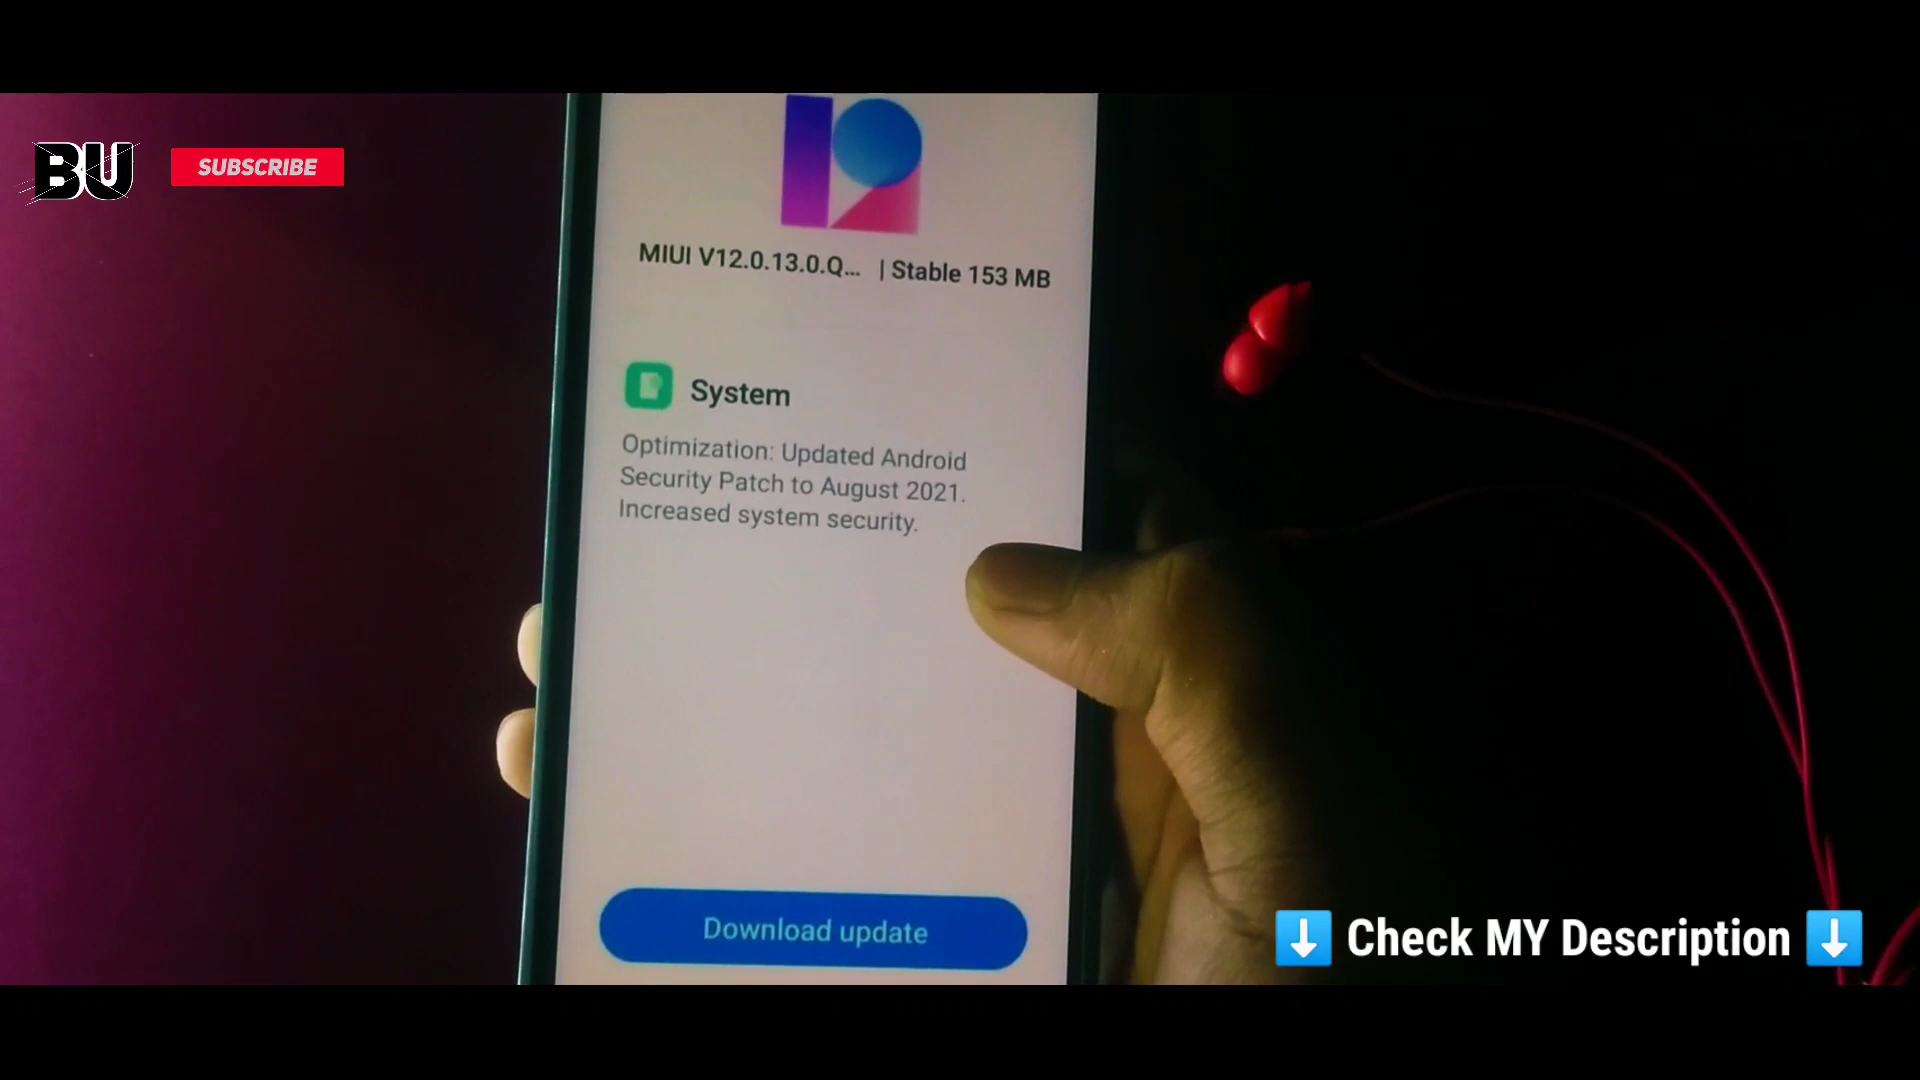 BU
SUBSCRIBE
MIUI V12.0.13.0.Q... | Stable 153 MB
System
Optimization: Updated Android
Security Patch to August 2021.
Increased system security.
Download update
⬇️ Check MY Description ⬇️